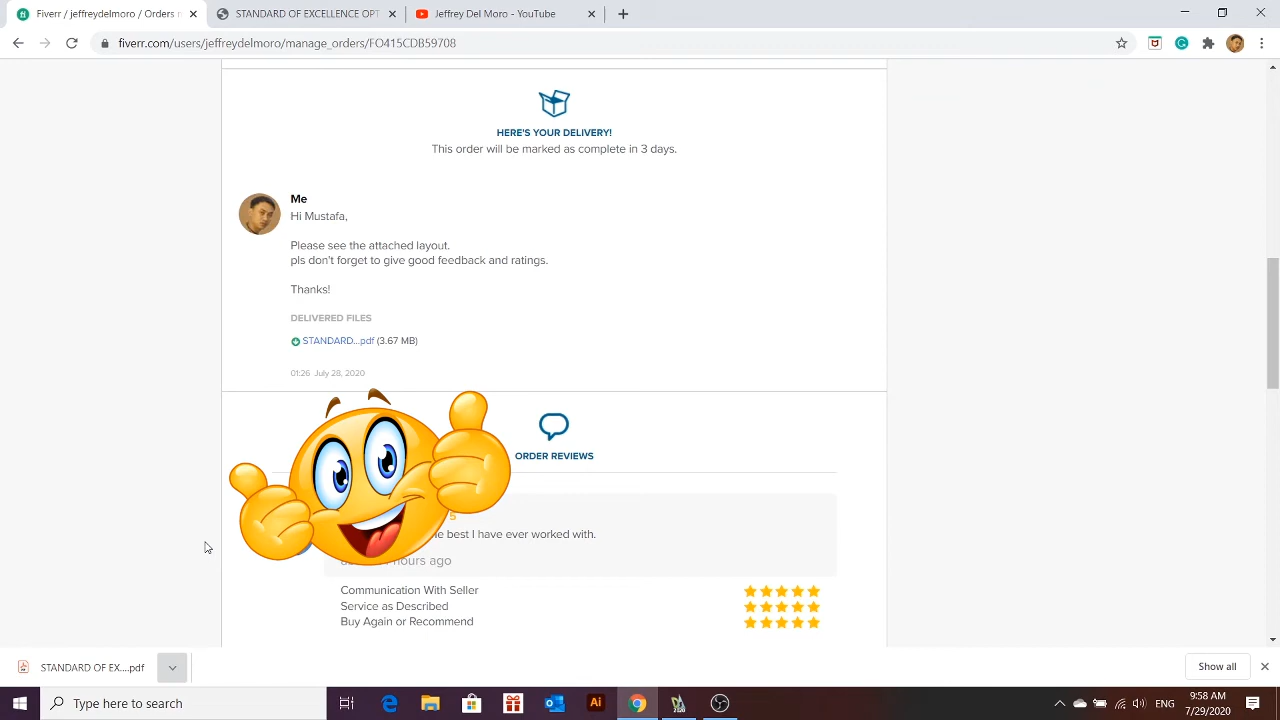 Fiverr / jeffreydelmoro / Orders
STANDARD OF EXCELLENCE OPT
Jeffrey Del Moro - YouTube
fiverr.com/users/jeffreydelmoro/manage_orders/FO415CDB59708
HERE'S YOUR DELIVERY!
This order will be marked as complete in 3 days.
Me
Hi Mustafa,
Please see the attached layout.
pls don't forget to give good feedback and ratings.
Thanks!
DELIVERED FILES
STANDARD...pdf (3.67 MB)
01:26 July 28, 2020
ORDER REVIEWS
5
best I have ever worked with.
hours ago
Communication With Seller
Service as Described
Buy Again or Recommend
STANDARD OF EX....pdf
Show all
Type here to search
Ai
ENG
9:58 AM
7/29/2020